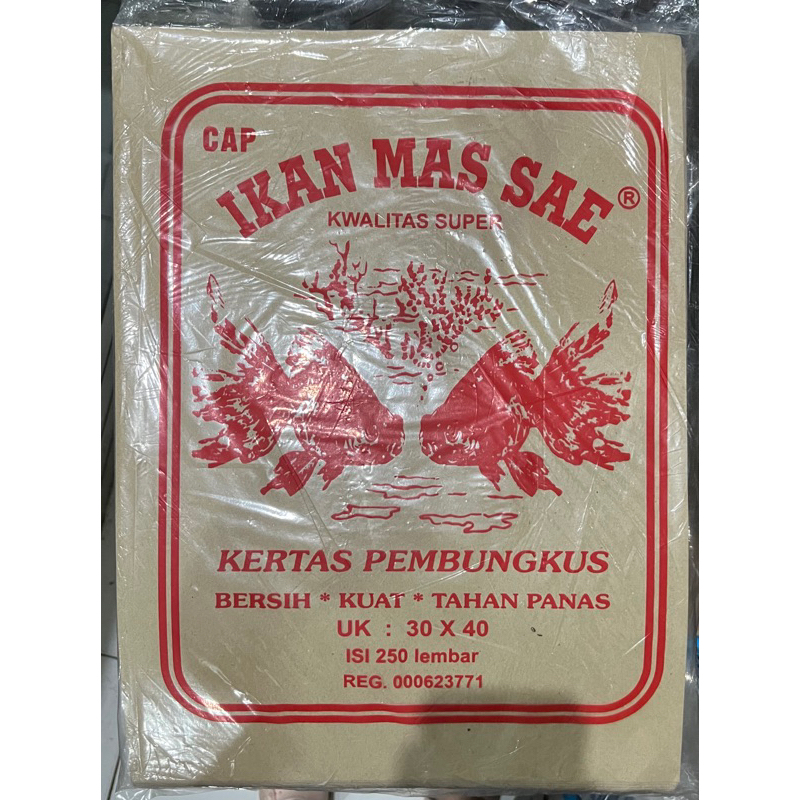 CAP
IKAN MAS SAE ®
KWALITAS SUPER
KERTAS PEMBUNGKUS
BERSIH * KUAT * TAHAN PANAS
UK : 30 X 40
ISI 250 lembar
REG. 000623771